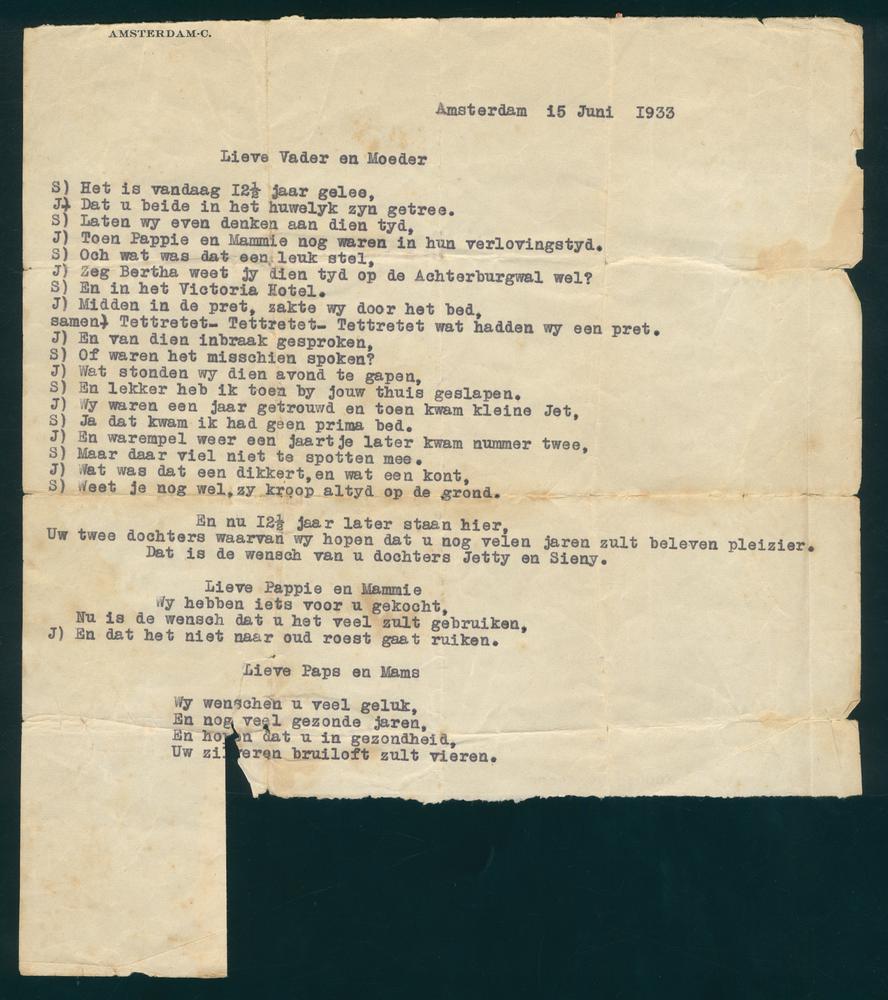 AMSTERDAM-C.
Amsterdam 15 Juni 1933
Lieve Vader en Moeder
S) Het is vandaag I2½ jaar gelee,
J) Dat u beide in het huwelyk zyn getree.
S) Laten wy even denken aan dien tyd,
J) Toen Pappie en Mammie nog waren in hun verlovingstyd.
S) Och wat was dat een leuk stel,
J) Zeg Bertha weet jy dien tyd op de Achterburgwal wel?
S) En in het Victoria Hotel.
J) Midden in de pret, zakte wy door het bed,
samen) Tettretet- Tettretet- Tettretet wat hadden wy een pret.
J) En van dien inbraak gesproken,
S) Of waren het misschien spoken?
J) Wat stonden wy dien avond te gapen,
S) En lekker heb ik toen by jouw thuis geslapen.
J) Wy waren een jaar getrouwd en toen kwam kleine Jet,
S) Ja dat kwam ik had geen prima bed.
J) En warempel weer een jaartje later kwam nummer twee,
S) Maar daar viel niet te spotten mee.
J) Wat was dat een dikkert,en wat een kont,
S) Weet je nog wel,zy kroop altyd op de grond.
En nu I2½ jaar later staan hier,
Uw twee dochters waarvan wy hopen dat u nog velen jaren zult beleven pleizier.
Dat is de wensch van u dochters Jetty en Sieny.
Lieve Pappie en Mammie
Wy hebben iets voor u gekocht,
Nu is de wensch dat u het veel zult gebruiken,
J) En dat het niet naar oud roest gaat ruiken.
Lieve Paps en Mams
Wy wenschen u veel geluk,
En nog veel gezonde jaren,
En hopen dat u in gezondheid,
Uw zilveren bruiloft zult vieren.